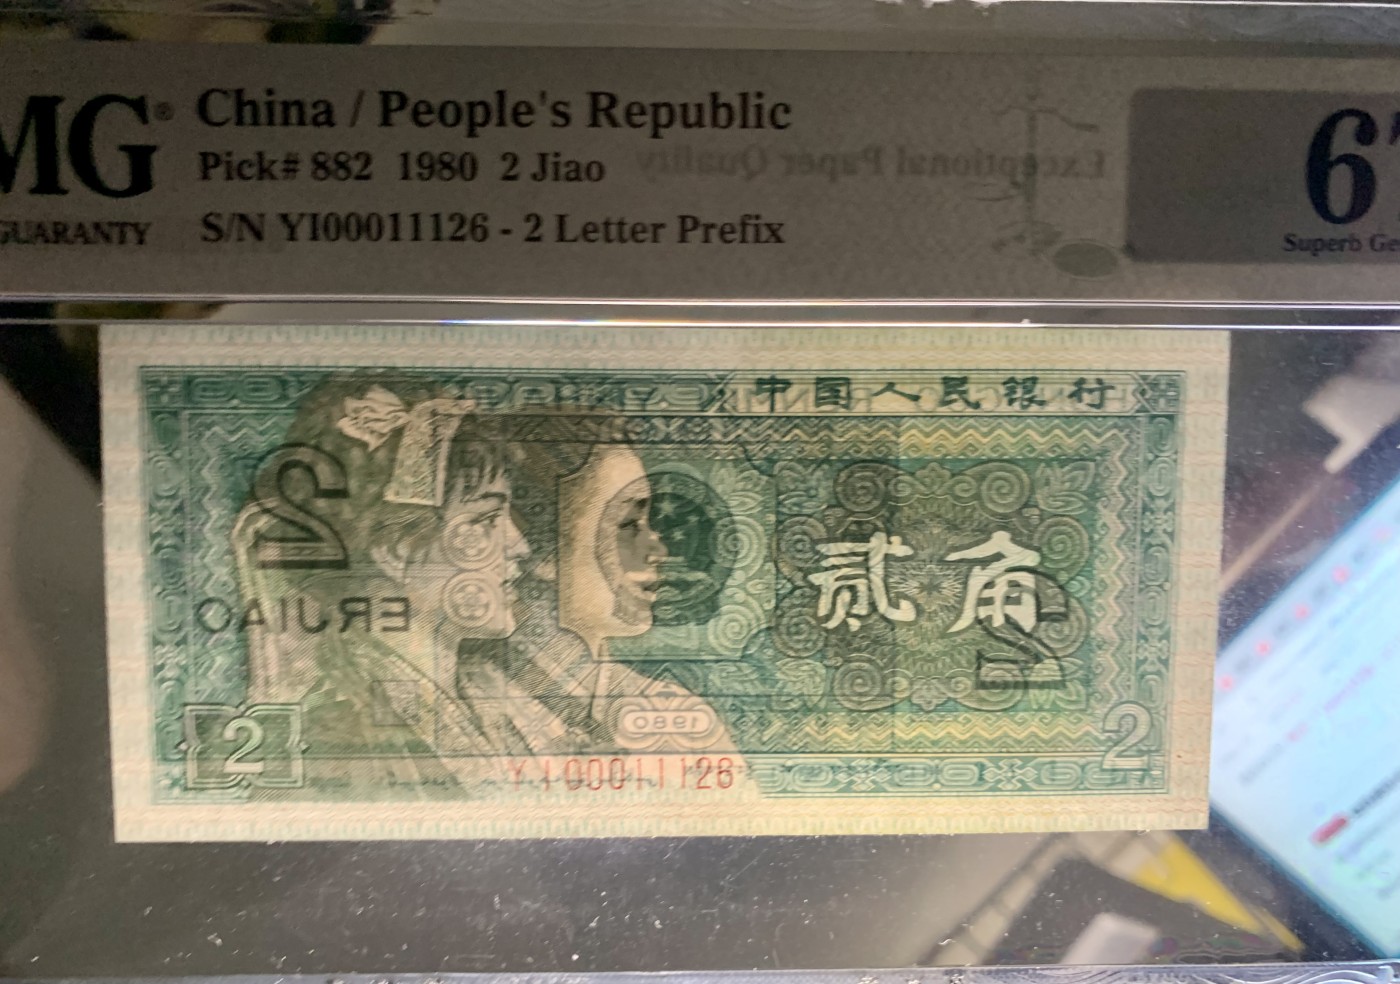 MG® China / People's Republic
Pick# 882 1980 2 Jiao
Exceptional Paper Quality
GUARANTY S/N YI00011126 - 2 Letter Prefix
6
Superb Ge
中国人民银行
2
贰角
ERJIAO
2
1980
2
2
YI00011126